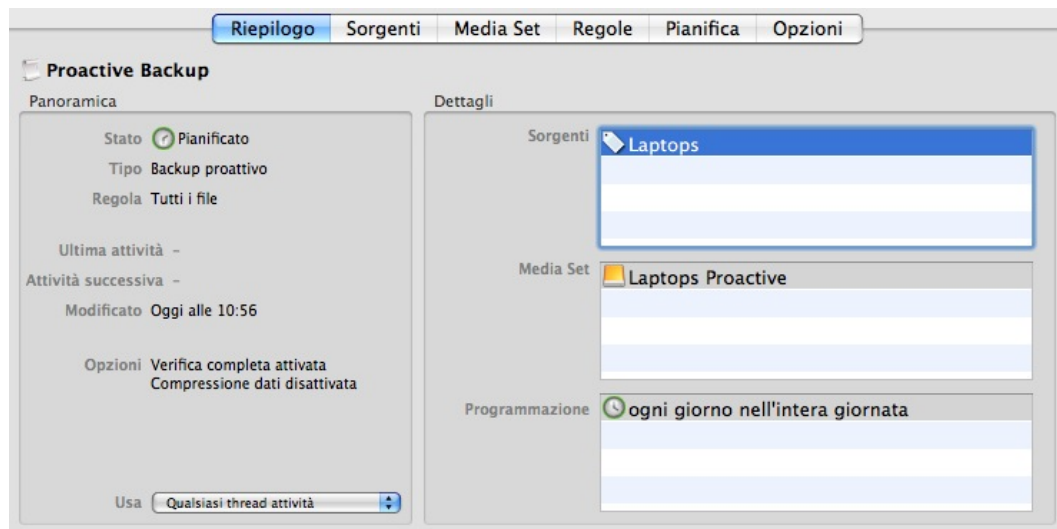 Riepilogo Sorgenti Media Set Regole Pianifica Opzioni
Proactive Backup
Panoramica
Stato Pianificato
Tipo Backup proattivo
Regola Tutti i file
Ultima attività -
Attività successiva -
Modificato Oggi alle 10:56
Opzioni Verifica completa attivata
Compressione dati disattivata
Usa Qualsiasi thread attività
Dettagli
Sorgenti Laptops
Media Set Laptops Proactive
Programmazione ogni giorno nell'intera giornata